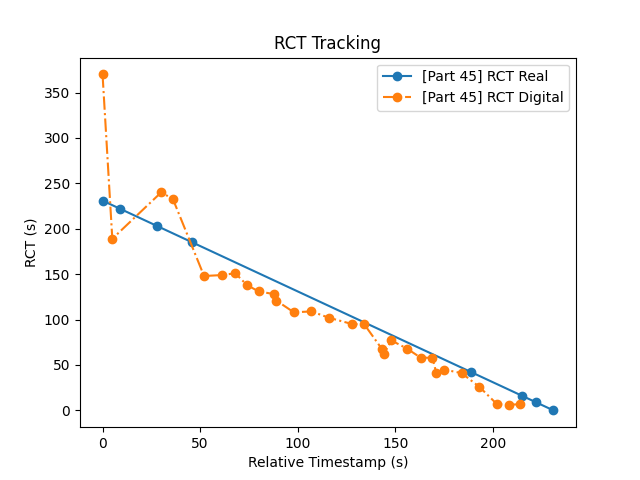 RCT Tracking
[Part 45] RCT Real
[Part 45] RCT Digital
RCT (s)
350
300
250
200
150
100
50
0
0
50
100
150
200
Relative Timestamp (s)